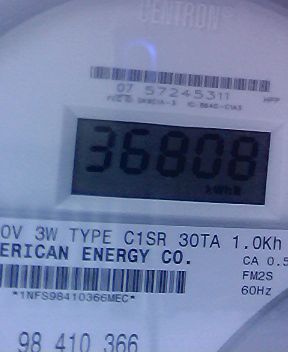 CENTRON®
07 57245311
36808
kWhR
0V 3W TYPE C1SR 30TA 1.0Kh
ERICAN ENERGY CO.
CA 0.5
FM2S
*1NFS98410366MEC*
60Hz
98 410 366